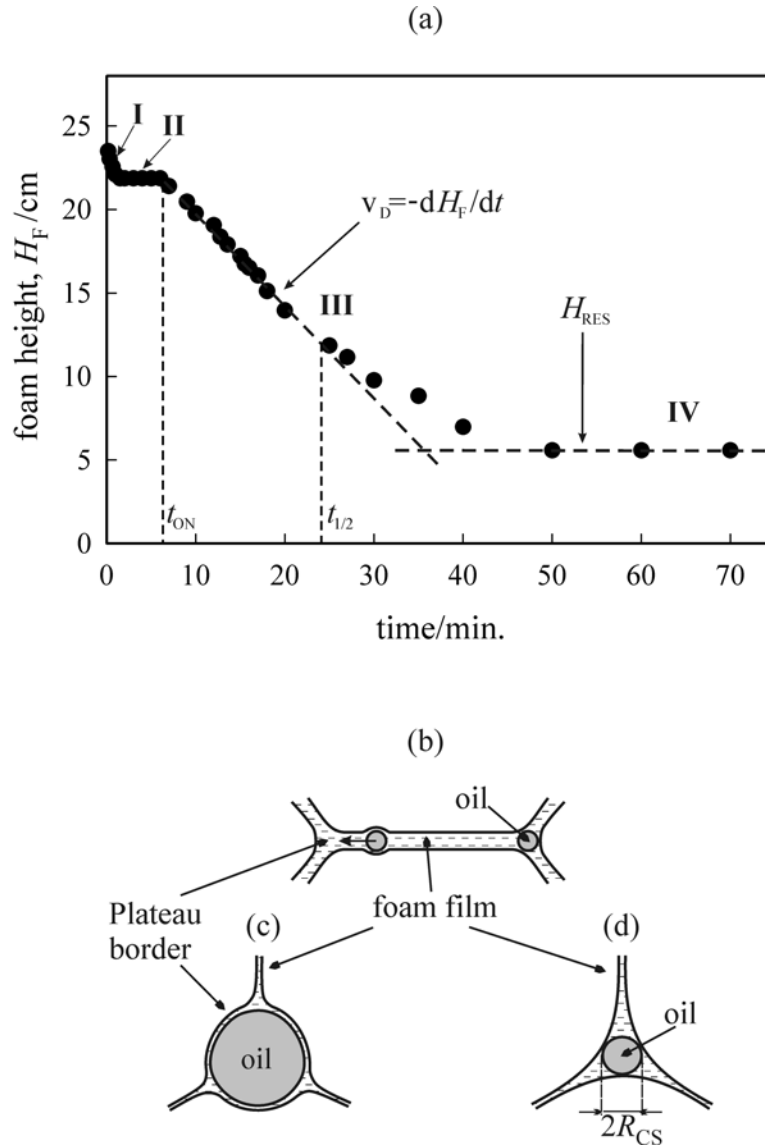 (a)
I
II
25
20
15
10
5
0
foam height, H_F/cm
v_D=-dH_F/dt
III
H_RES
IV
t_ON
t_1/2
0 10 20 30 40 50 60 70
time/min.
(b)
oil
Plateau
border
foam film
(c)
(d)
oil
oil
2R_CS